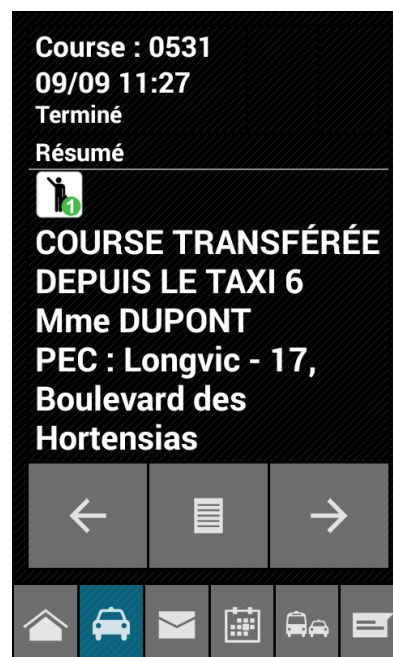 Course : 0531
09/09 11:27
Terminé
Résumé
1
COURSE TRANSFÉRÉE
DEPUIS LE TAXI 6
Mme DUPONT
PEC : Longvic - 17,
Boulevard des
Hortensias